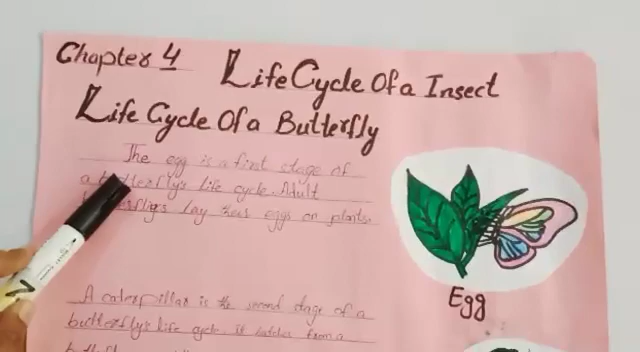 Chapter 4 Life Cycle Of a Insect
Life Cycle Of a Butterfly
The egg is a first stage of
a butterfly's life cycle. Adult
lay their eggs on plants.
Egg
A caterpillar is the second stage of a
butterfly's life cycle. It hatches from a